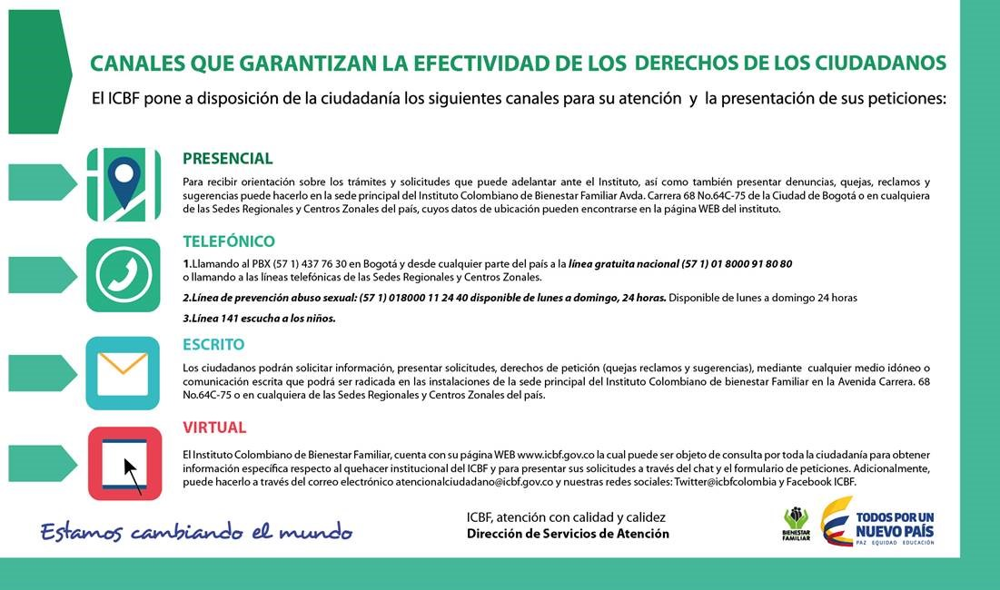 CANALES QUE GARANTIZAN LA EFECTIVIDAD DE LOS DERECHOS DE LOS CIUDADANOS
El ICBF pone a disposición de la ciudadanía los siguientes canales para su atención y la presentación de sus peticiones:
PRESENCIAL
Para recibir orientación sobre los trámites y solicitudes que puede adelantar ante el Instituto, así como también presentar denuncias, quejas, reclamos y
sugerencias puede hacerlo en la sede principal del Instituto Colombiano de Bienestar Familiar Avda. Carrera 68 No.64C-75 de la Ciudad de Bogotá o en cualquiera
de las Sedes Regionales y Centros Zonales del país, cuyos datos de ubicación pueden encontrarse en la página WEB del instituto.
TELEFÓNICO
1.Llamando al PBX (57 1) 437 76 30 en Bogotá y desde cualquier parte del país a la línea gratuita nacional (57 1) 01 8000 91 80 80
o llamando a las líneas telefónicas de las Sedes Regionales y Centros Zonales.
2.Línea de prevención abuso sexual: (57 1) 018000 11 24 40 disponible de lunes a domingo, 24 horas. Disponible de lunes a domingo 24 horas
3.Línea 141 escucha a los niños.
ESCRITO
Los ciudadanos podrán solicitar información, presentar solicitudes, derechos de petición (quejas reclamos y sugerencias), mediante cualquier medio idóneo o
comunicación escrita que podrá ser radicada en las instalaciones de la sede principal del Instituto Colombiano de bienestar Familiar en la Avenida Carrera. 68
No.64C-75 o en cualquiera de las Sedes Regionales y Centros Zonales del país.
VIRTUAL
El Instituto Colombiano de Bienestar Familiar, cuenta con su página WEB www.icbf.gov.co la cual puede ser objeto de consulta por toda la ciudadanía para obtener
información específica respecto al quehacer institucional del ICBF y para presentar sus solicitudes a través del chat y el formulario de peticiones. Adicionalmente,
puede hacerlo a través del correo electrónico atencionalciudadano@icbf.gov.co y nuestras redes sociales: Twitter@icbfcolombia y Facebook ICBF.
Estamos cambiando el mundo
ICBF, atención con calidad y calidez
Dirección de Servicios de Atención
BIENESTAR
FAMILIAR
TODOS POR UN
NUEVO PAÍS
PAZ EQUIDAD EDUCACIÓN